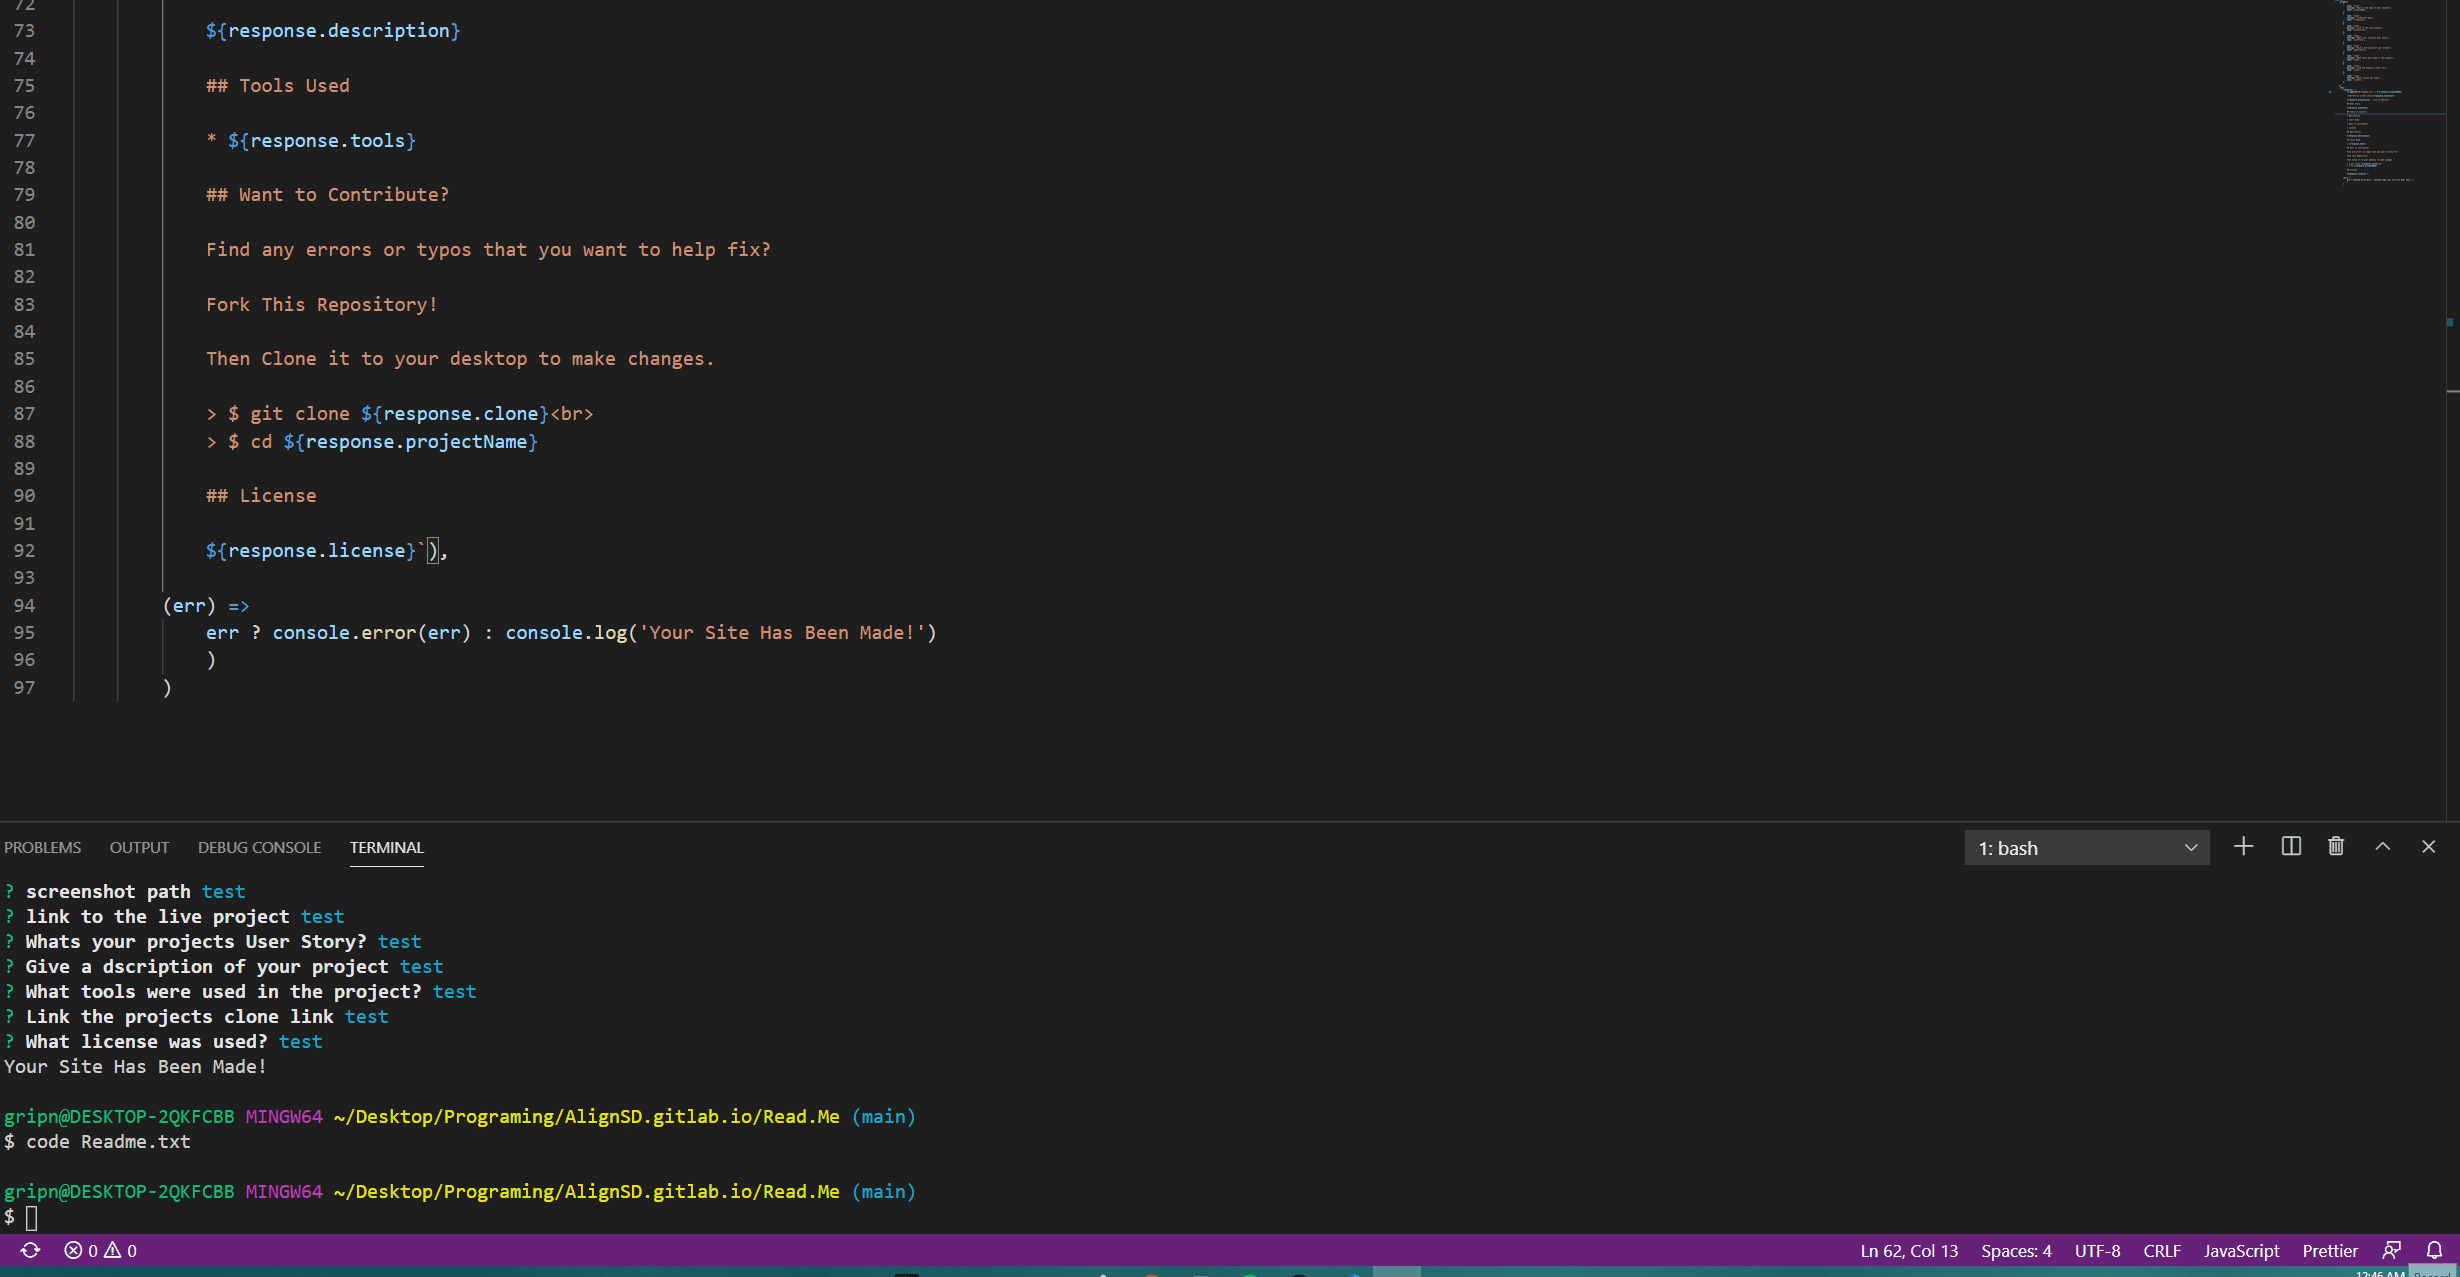 72
73 ${response.description}
74
75 ## Tools Used
76
77 * ${response.tools}
78
79 ## Want to Contribute?
80
81 Find any errors or typos that you want to help fix?
82
83 Fork This Repository!
84
85 Then Clone it to your desktop to make changes.
86
87 > $ git clone ${response.clone}<br>
88 > $ cd ${response.projectName}
89
90 ## License
91
92 ${response.license}`),
93
94 (err) =>
95 err ? console.error(err) : console.log('Your Site Has Been Made!')
96 )
97 )
PROBLEMS OUTPUT DEBUG CONSOLE TERMINAL 1: bash
? screenshot path test
? link to the live project test
? Whats your projects User Story? test
? Give a dscription of your project test
? What tools were used in the project? test
? Link the projects clone link test
? What license was used? test
Your Site Has Been Made!
gripn@DESKTOP-2QKFCBB MINGW64 ~/Desktop/Programing/AlignSD.gitlab.io/Read.Me (main)
$ code Readme.txt
gripn@DESKTOP-2QKFCBB MINGW64 ~/Desktop/Programing/AlignSD.gitlab.io/Read.Me (main)
$
0 0 Ln 62, Col 13 Spaces: 4 UTF-8 CRLF JavaScript Prettier
12:46 AM